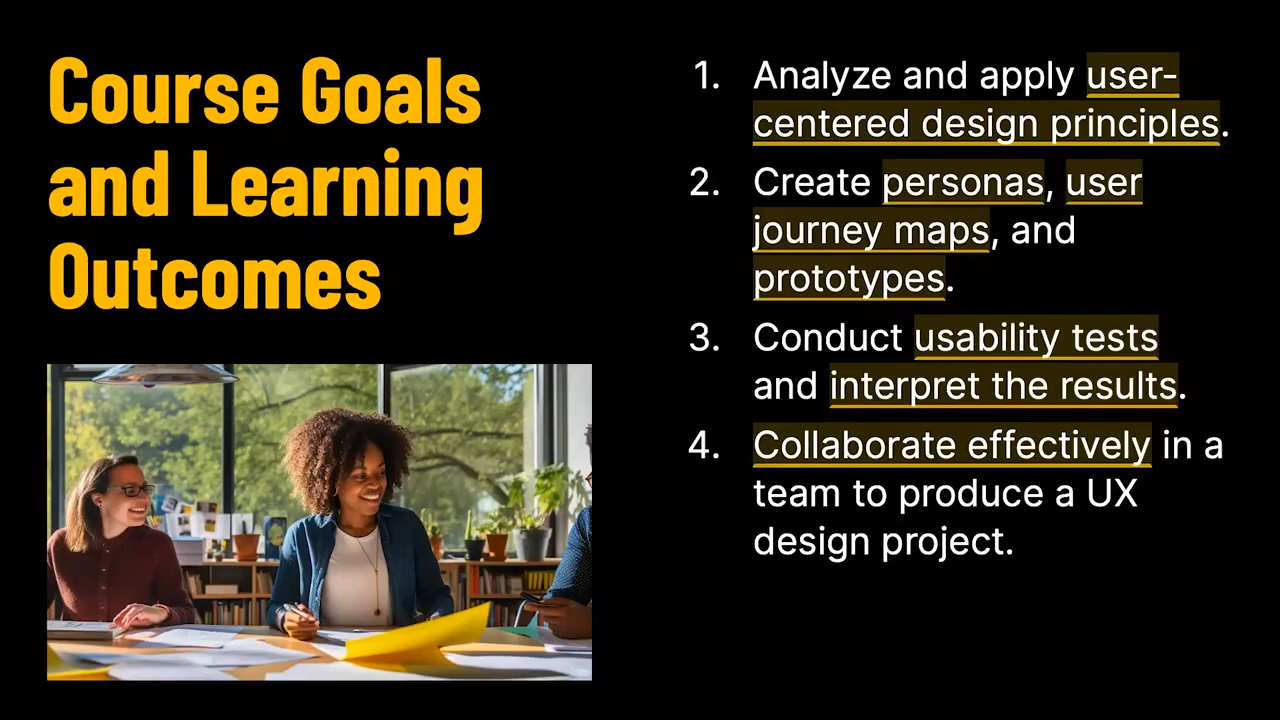 Course Goals
and Learning
Outcomes
1. Analyze and apply user-
centered design principles.
2. Create personas, user
journey maps, and
prototypes.
3. Conduct usability tests
and interpret the results.
4. Collaborate effectively in a
team to produce a UX
design project.